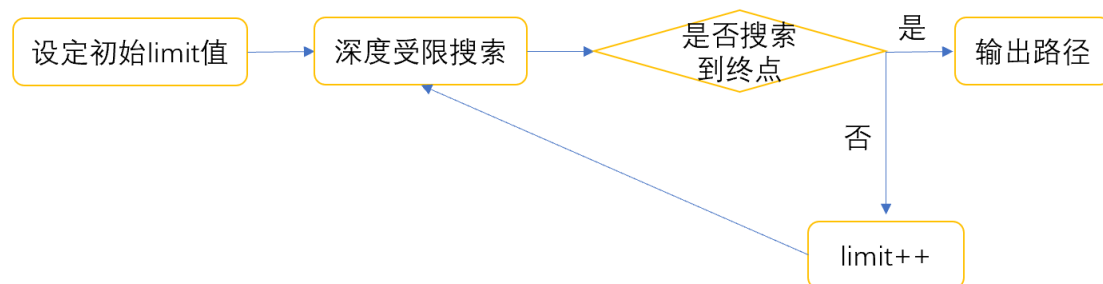 设定初始limit值
深度受限搜索
是否搜索
到终点
是
输出路径
否
limit++